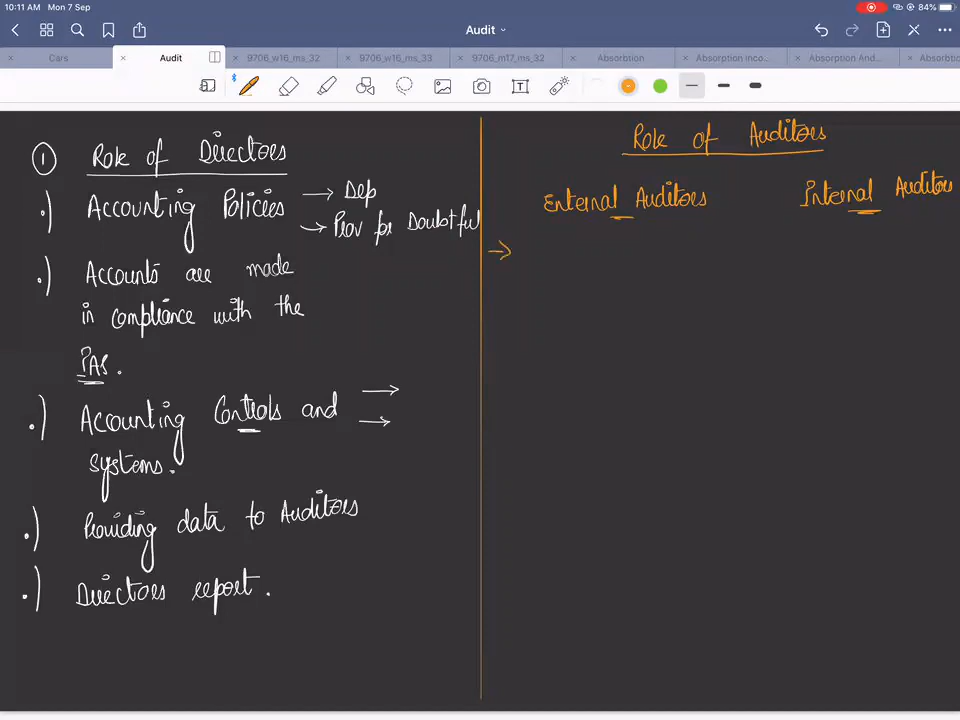 10:11 AM Mon 7 Sep
84%
Audit
Cars
Audit
9706_w16_ms_32
9706_w16_ms_33
9706_m17_ms_32
Absorbtion
Absorption inco...
Absorption And...
Absorbtio
1 Role of Directors
.) Accounting Policies → Dep
→ Prov for Doubtful
.) Accounts are made
in compliance with the
IAS.
.) Accounting Controls and →
→
systems.
.) Providing data to Auditors
.) Directors report.
Role of Auditors
External Auditors Internal Auditors
→